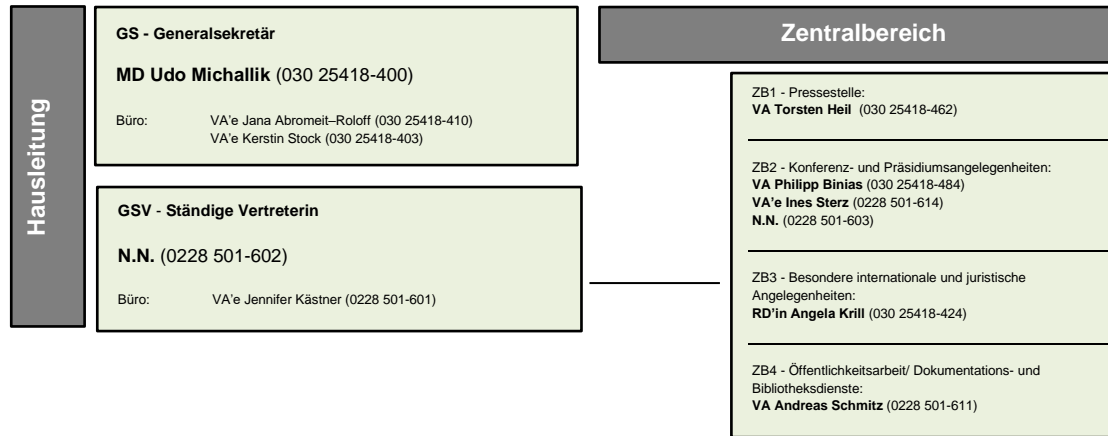 Hausleitung
GS - Generalsekretär
MD Udo Michallik (030 25418-400)
Büro: VA'e Jana Abromeit–Roloff (030 25418-410)
VA'e Kerstin Stock (030 25418-403)
GSV - Ständige Vertreterin
N.N. (0228 501-602)
Büro: VA'e Jennifer Kästner (0228 501-601)
Zentralbereich
ZB1 - Pressestelle:
VA Torsten Heil (030 25418-462)
ZB2 - Konferenz- und Präsidiumsangelegenheiten:
VA Philipp Binias (030 25418-484)
VA'e Ines Sterz (0228 501-614)
N.N. (0228 501-603)
ZB3 - Besondere internationale und juristische
Angelegenheiten:
RD'in Angela Krill (030 25418-424)
ZB4 - Öffentlichkeitsarbeit/ Dokumentations- und
Bibliotheksdienste:
VA Andreas Schmitz (0228 501-611)